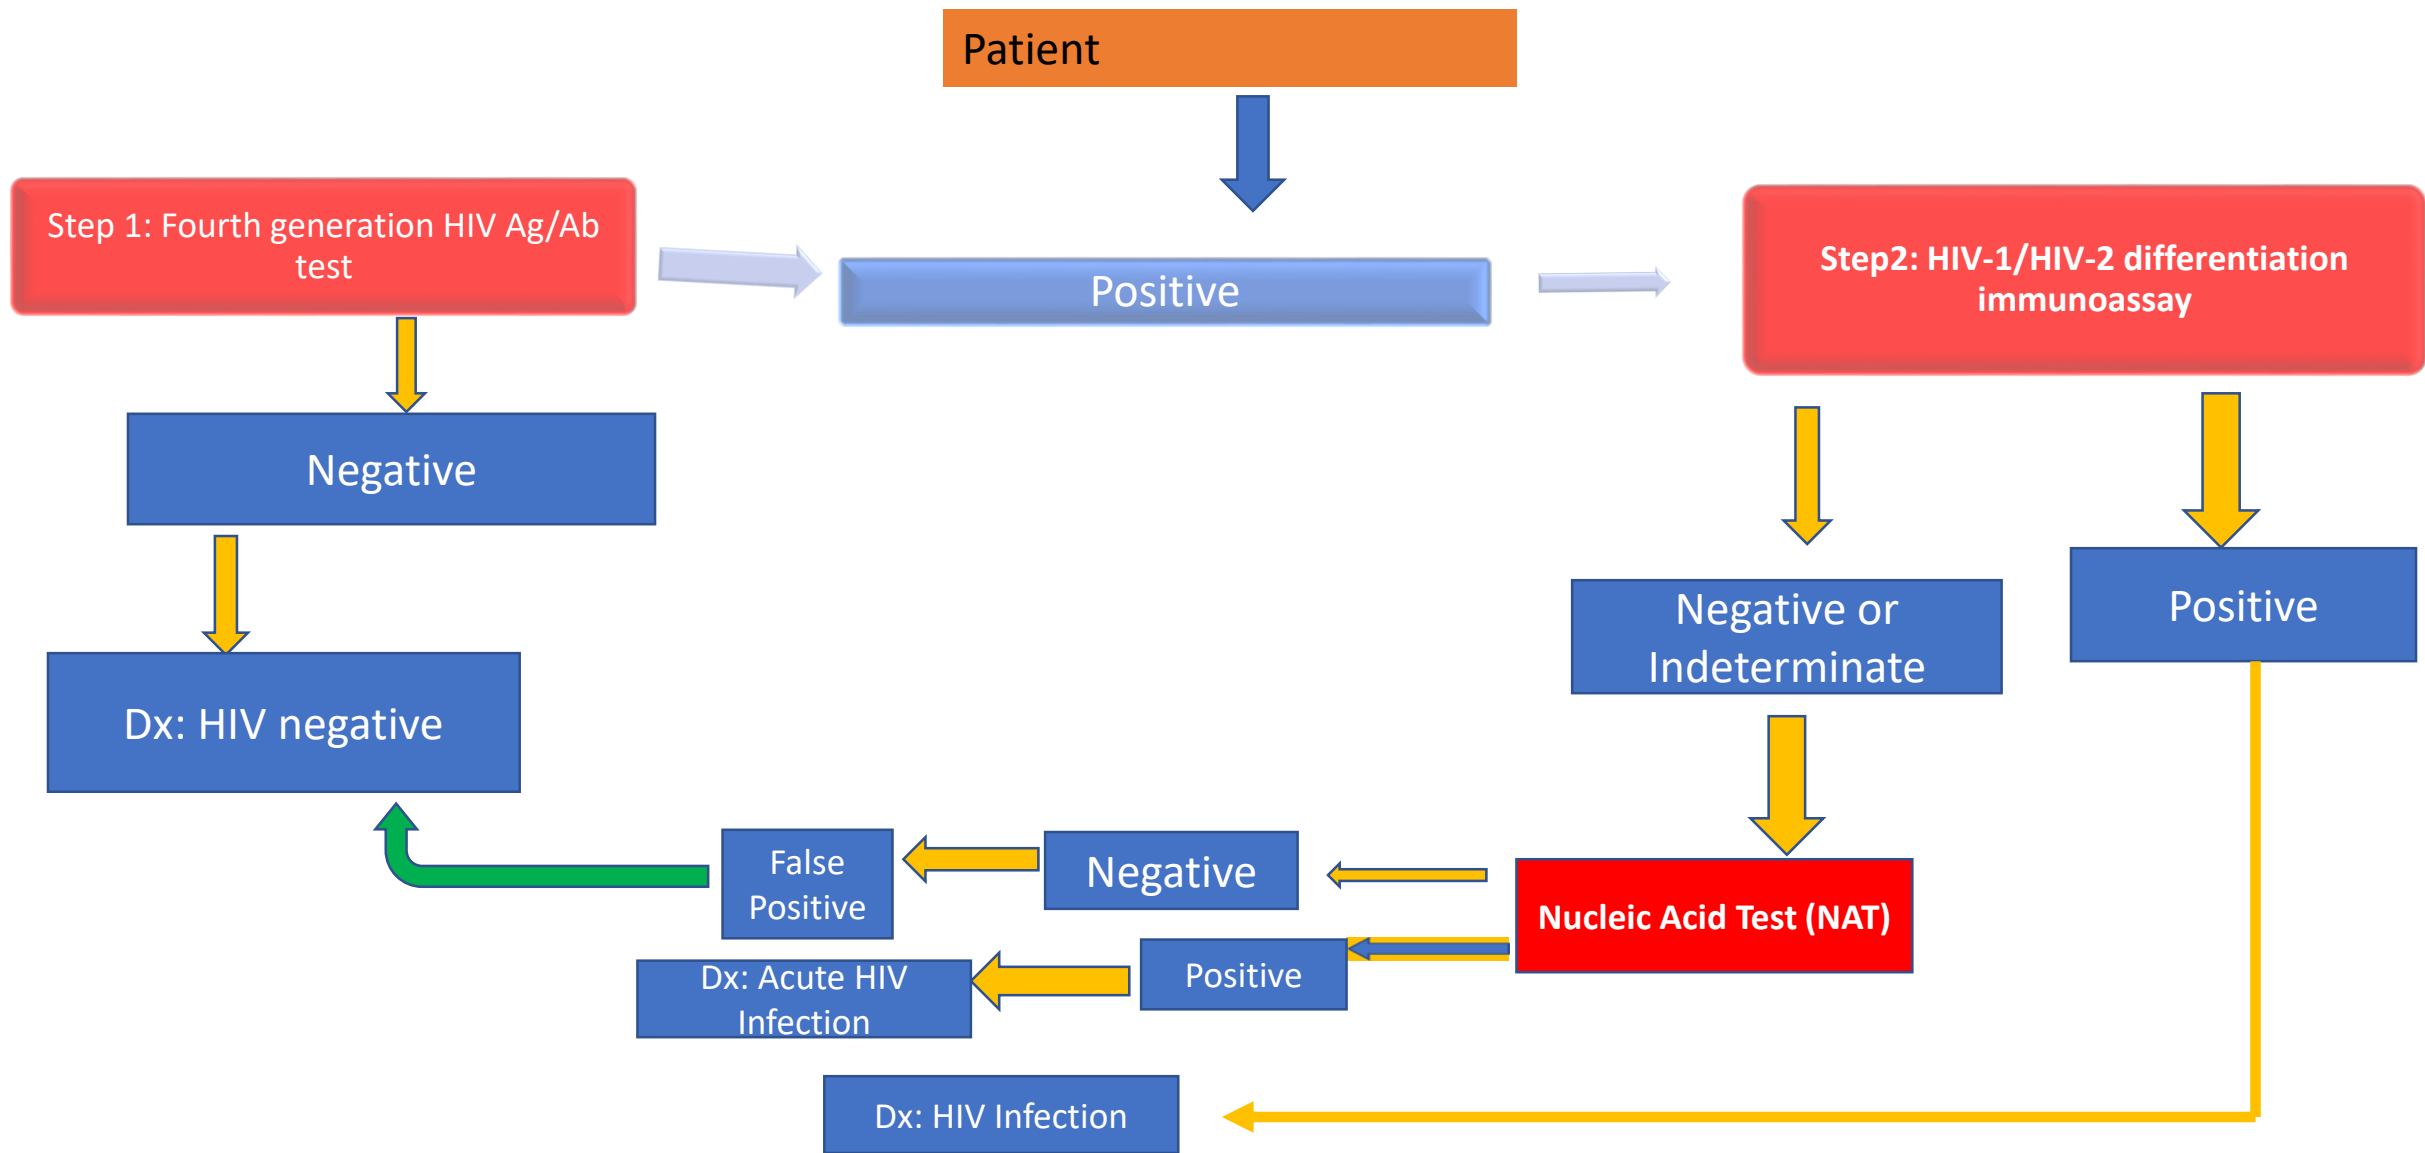 Patient
Step 1: Fourth generation HIV Ag/Ab
test
Positive
Step2: HIV-1/HIV-2 differentiation
immunoassay
Negative
Negative or
Indeterminate
Positive
Dx: HIV negative
False
Positive
Negative
Nucleic Acid Test (NAT)
Dx: Acute HIV
Infection
Positive
Dx: HIV Infection